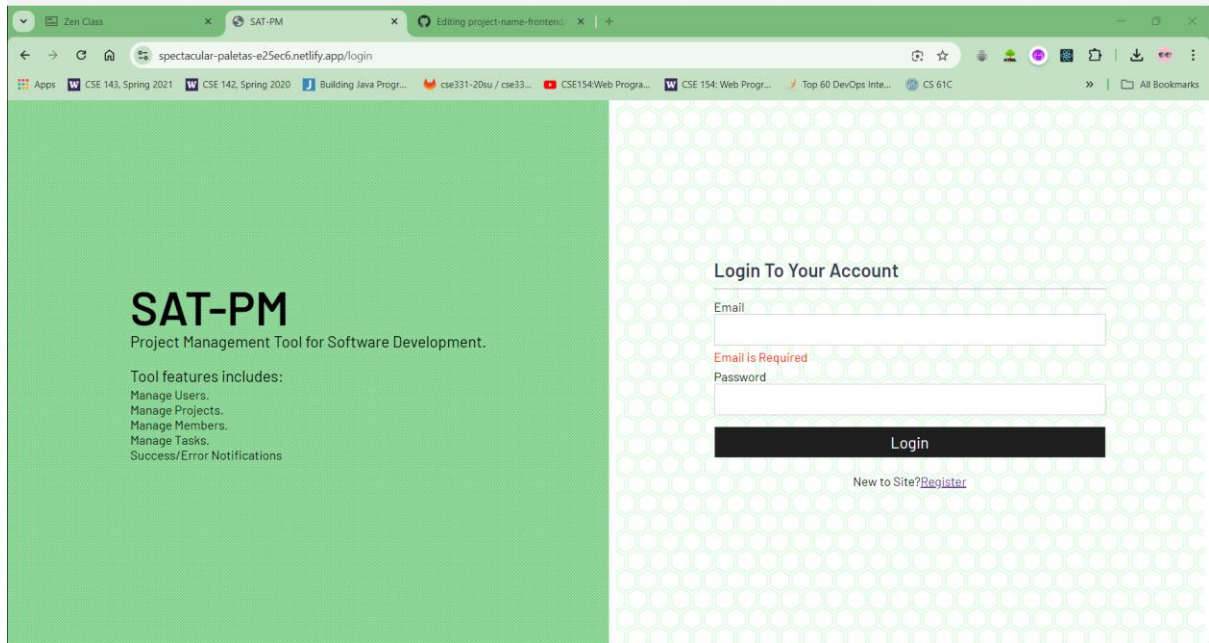 Zen Class
SAT-PM
Editing project-name-frontend
spectacular-paletas-e25ec6.netlify.app/login
Apps
CSE 143, Spring 2021
CSE 142, Spring 2020
Building Java Progr...
cse331-20su / cse33...
CSE154:Web Progra...
CSE 154: Web Progr...
Top 60 DevOps Inte...
CS 61C
All Bookmarks
SAT-PM
Project Management Tool for Software Development.
Tool features includes:
Manage Users.
Manage Projects.
Manage Members.
Manage Tasks.
Success/Error Notifications
Login To Your Account
Email
Email is Required
Password
Login
New to Site?Register